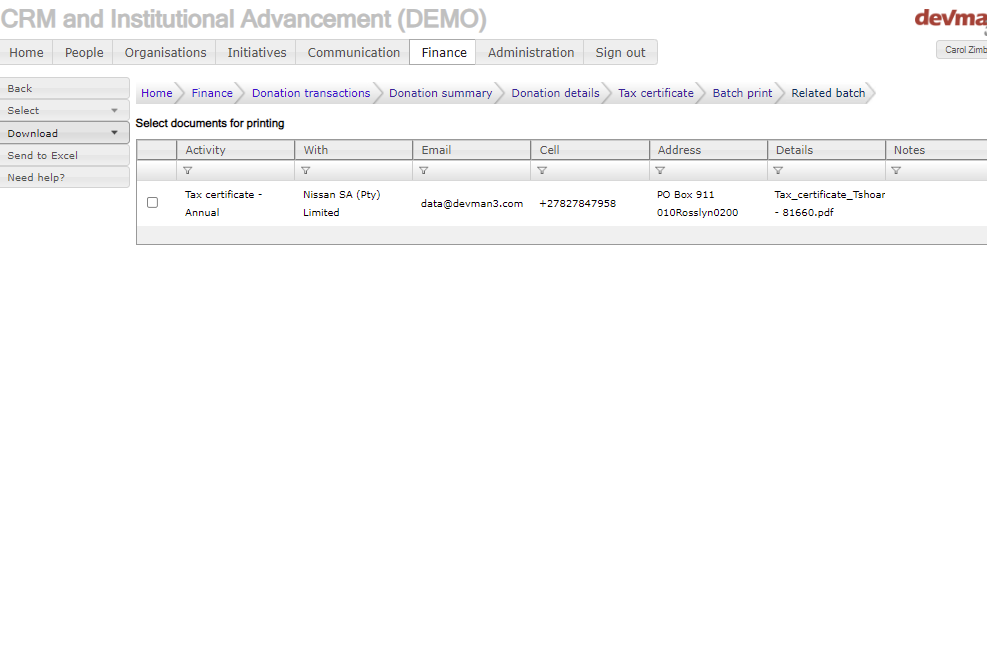 CRM and Institutional Advancement (DEMO)
Home People Organisations Initiatives Communication Finance Administration Sign out
Back
Select
Download
Send to Excel
Need help?
Home Finance Donation transactions Donation summary Donation details Tax certificate Batch print Related batch
Select documents for printing
Activity With Email Cell Address Details Notes
Tax certificate - Nissan SA (Pty) data@devman3.com +27827847958 PO Box 911 Tax_certificate_Tshoar
Annual Limited 010Rosslyn0200 - 81660.pdf
Carol